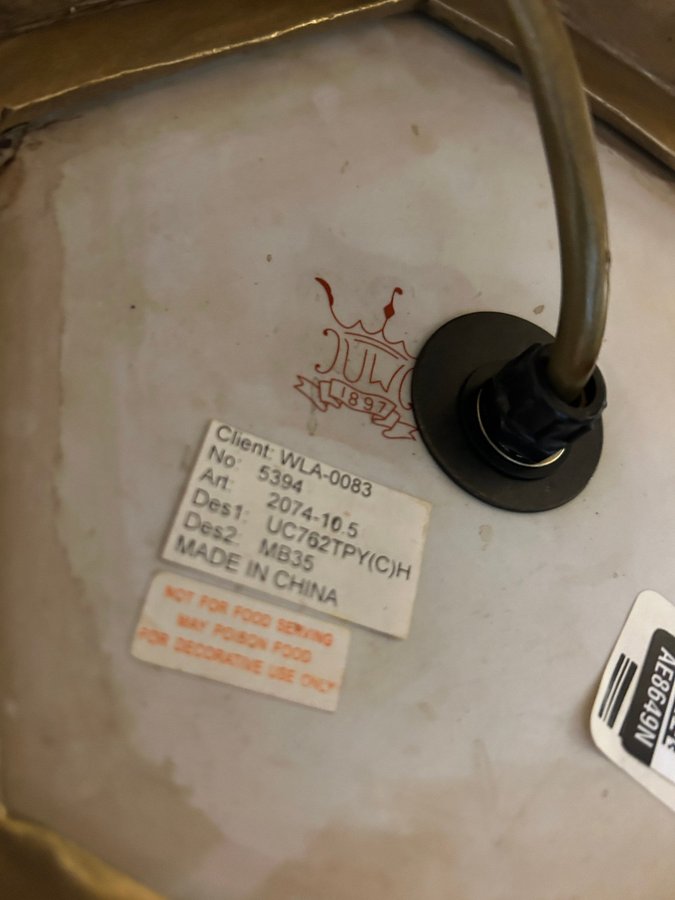 UWC
1897
Client: WLA-0083
No: 5394
Art: 2074-10.5
Des1: UC762TPY(C)H
Des2: MB35
MADE IN CHINA
NOT FOR FOOD SERVING
MAY POISON FOOD
FOR DECORATIVE USE ONLY
AE8649N